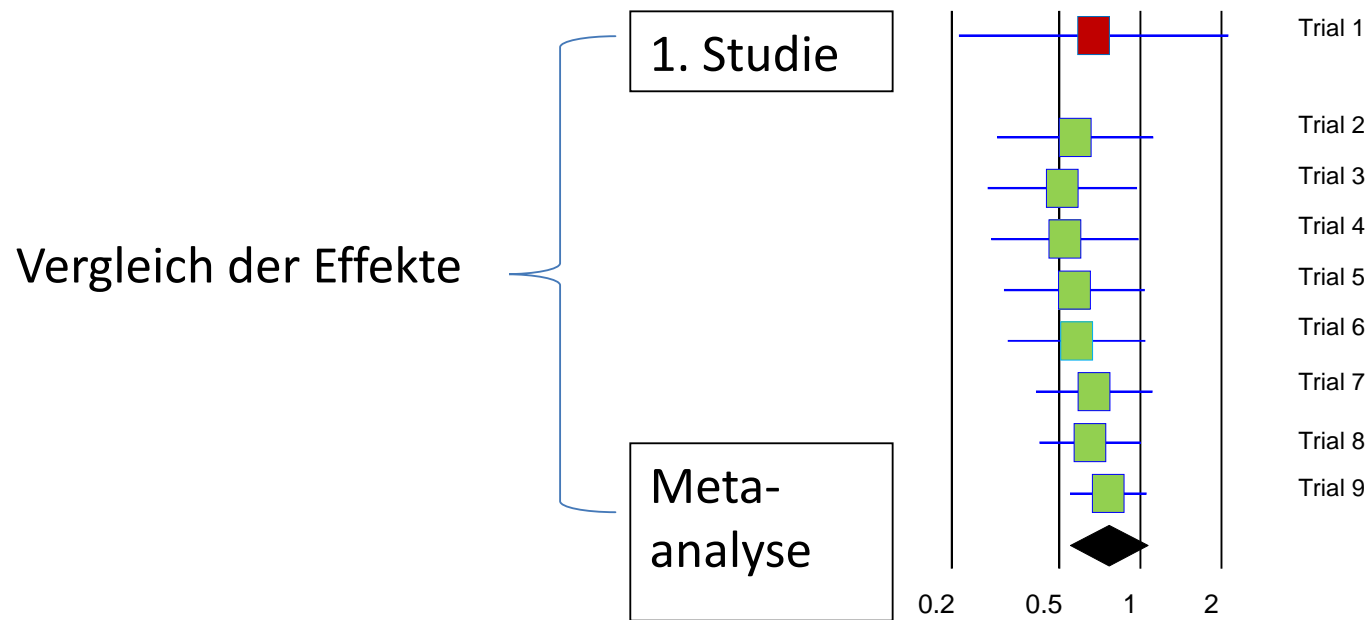 1. Studie
Trial 1
Trial 2
Trial 3
Trial 4
Vergleich der Effekte
Trial 5
Trial 6
Trial 7
Trial 8
Meta-
analyse
Trial 9
0.2 0.5 1 2